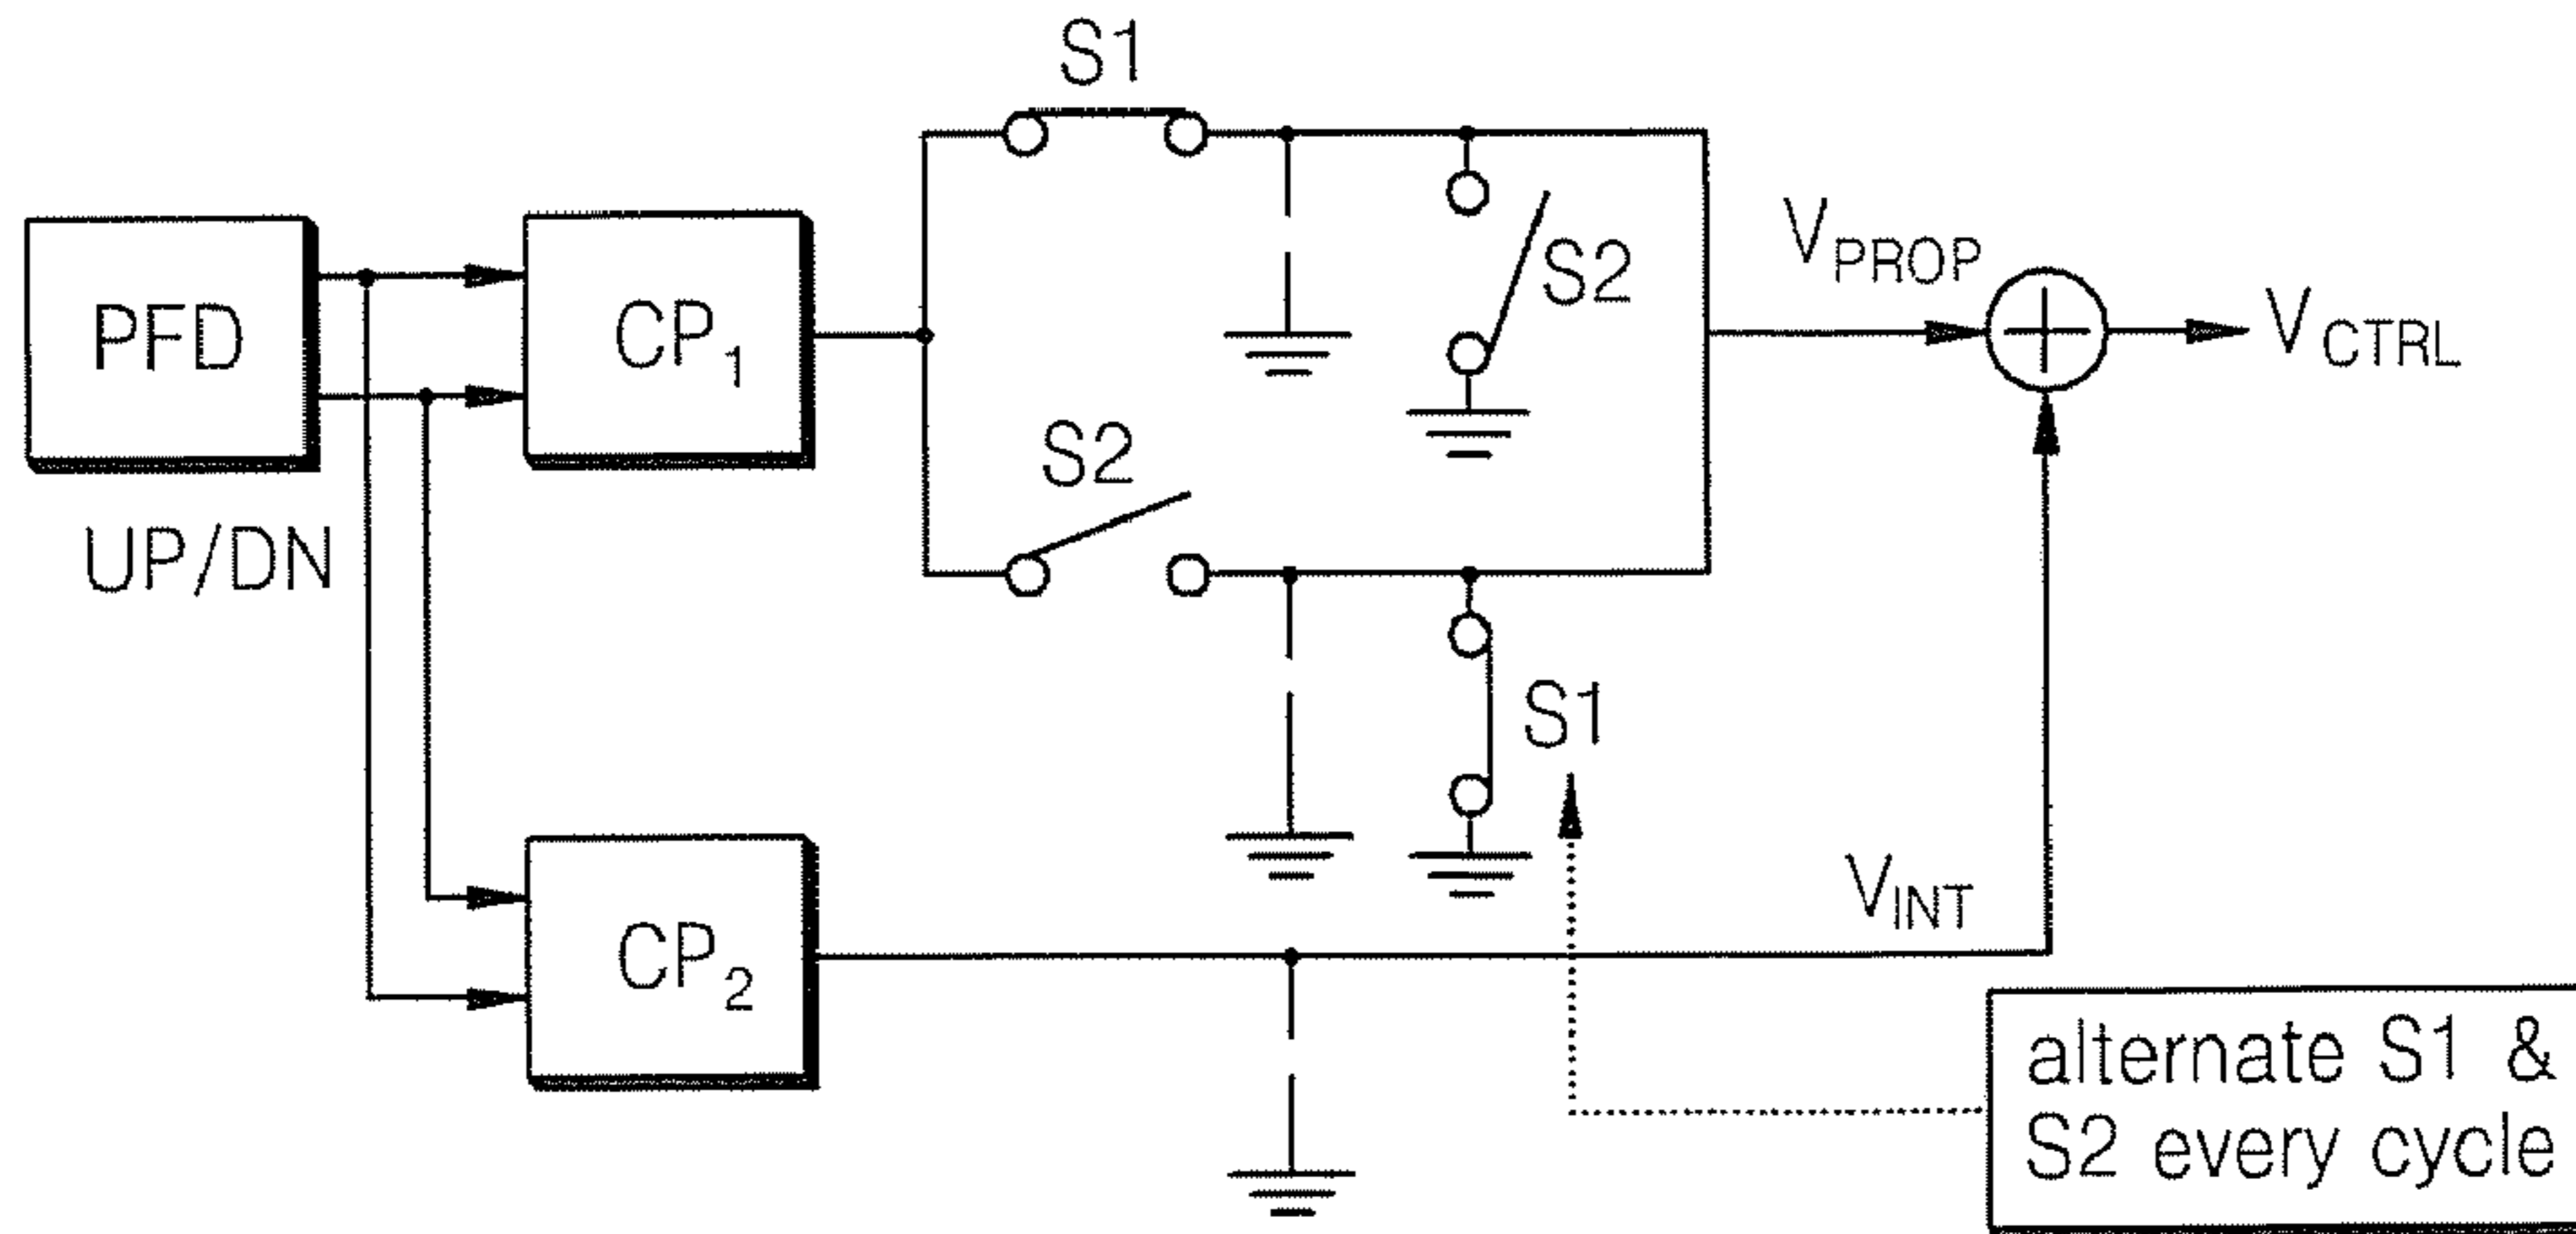 S1
PFD
CP1
S2
VPROP
VCTRL
UP/DN
S2
S1
CP2
VINT
alternate S1 &
S2 every cycle